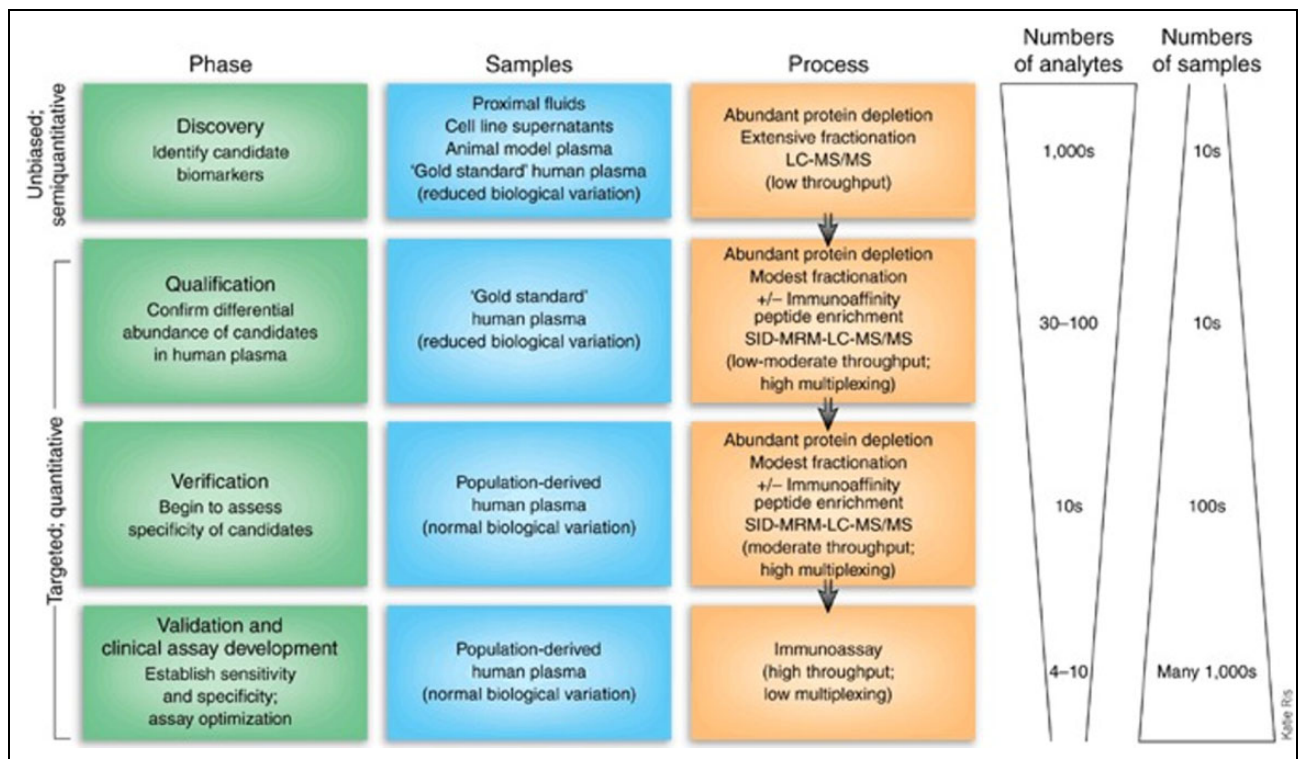 Phase
Samples
Process
Numbers
of analytes
Numbers
of samples
Unbiased;
semiquantitative
Discovery
Identify candidate
biomarkers
Proximal fluids
Cell line supernatants
Animal model plasma
‘Gold standard’ human plasma
(reduced biological variation)
Abundant protein depletion
Extensive fractionation
LC-MS/MS
(low throughput)
1,000s
10s
Targeted; quantitative
Qualification
Confirm differential
abundance of candidates
in human plasma
‘Gold standard’
human plasma
(reduced biological variation)
Abundant protein depletion
Modest fractionation
+/– Immunoaffinity
peptide enrichment
SID-MRM-LC-MS/MS
(low-moderate throughput;
high multiplexing)
30–100
10s
Verification
Begin to assess
specificity of candidates
Population-derived
human plasma
(normal biological variation)
Abundant protein depletion
Modest fractionation
+/– Immunoaffinity
peptide enrichment
SID-MRM-LC-MS/MS
(moderate throughput;
high multiplexing)
10s
100s
Validation and
clinical assay development
Establish sensitivity
and specificity;
assay optimization
Population-derived
human plasma
(normal biological variation)
Immunoassay
(high throughput;
low multiplexing)
4–10
Many 1,000s
Katie Ris